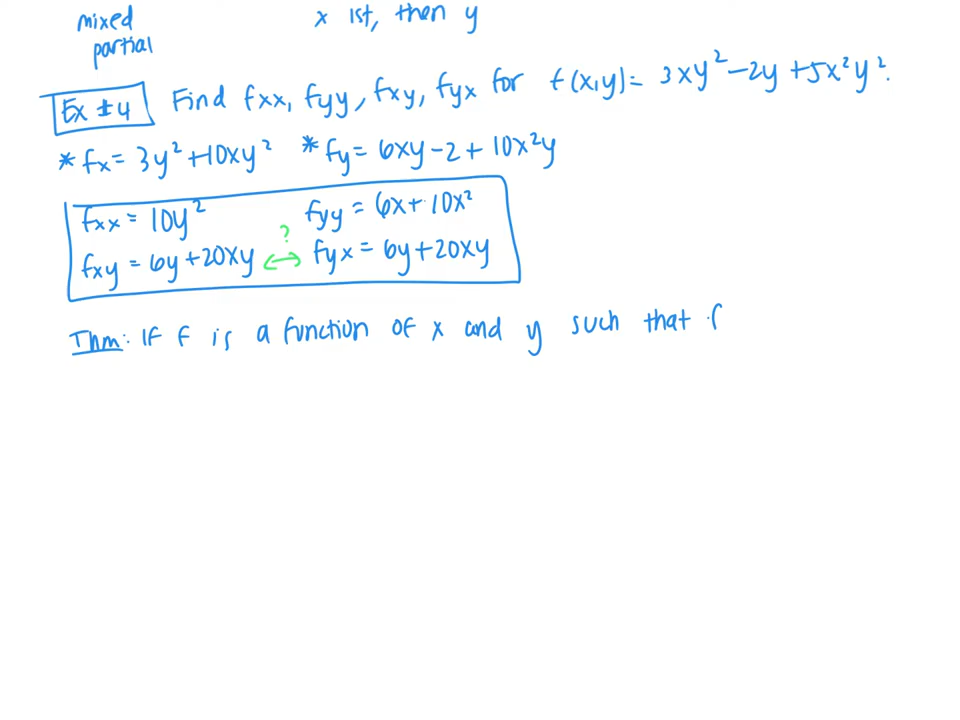 mixed x 1st, then y
partial
Ex #4 Find fxx, fyy, fxy, fyx for f(x,y)= 3xy² -2y +5x²y².
*fx= 3y² +10xy² *fy= 6xy-2 + 10x²y
fxx = 10y² fyy = 6x+10x²
?
fxy = 6y+20xy ↔ fyx = 6y+20xy
Thm: If f is a function of x and y such that f